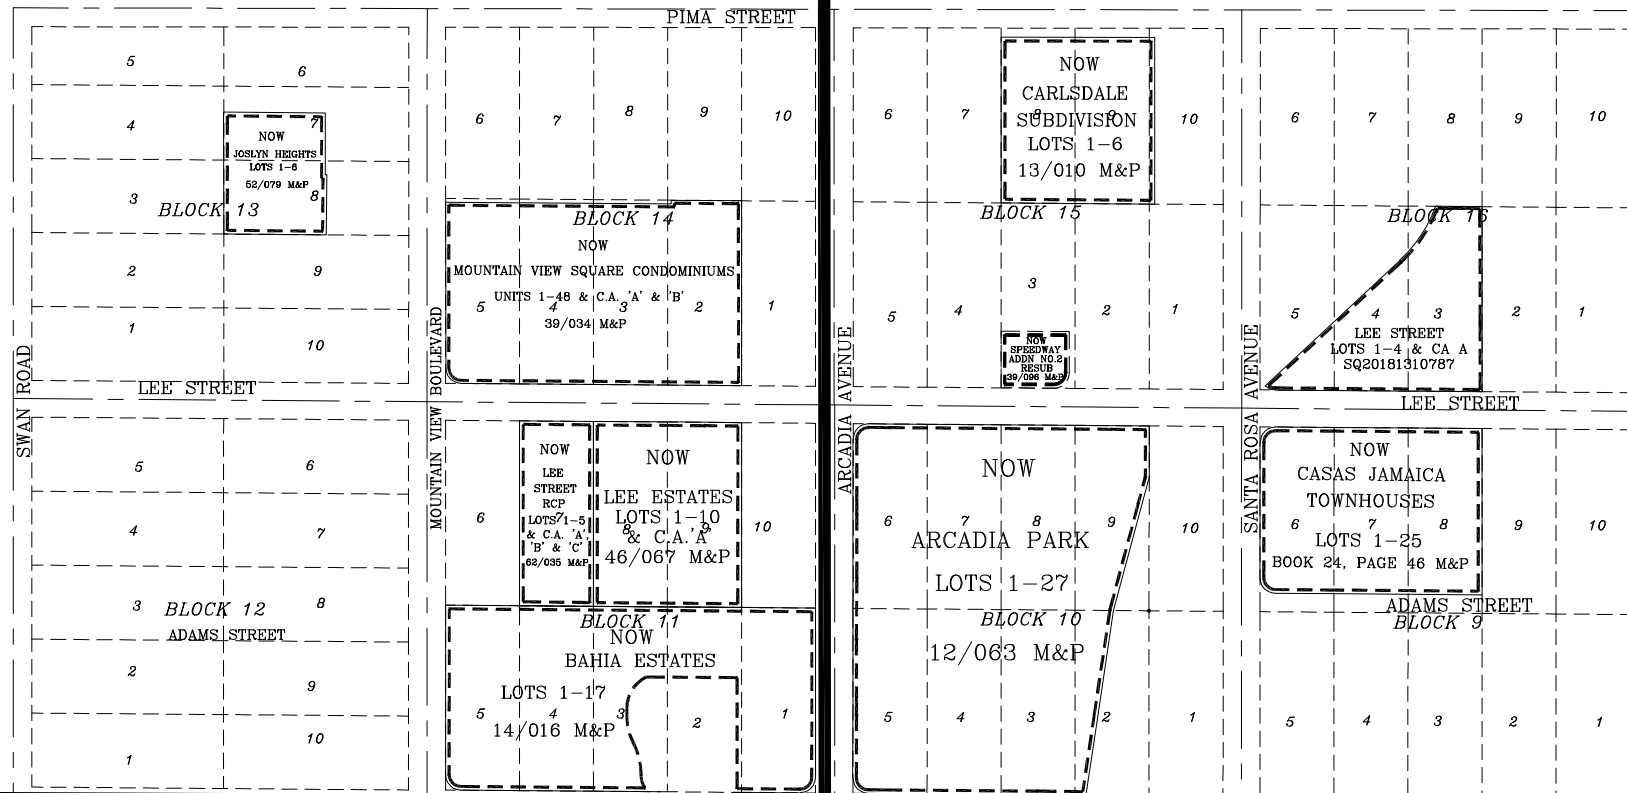 PIMA STREET
5
6
4
7
NOW
JOSLYN HEIGHTS
LOTS 1-6
52/079 M&P
3
8
BLOCK 13
2
9
1
10
SWAN ROAD
LEE STREET
6
7
8
9
10
BLOCK 14
NOW
MOUNTAIN VIEW SQUARE CONDOMINIUMS
UNITS 1-48 & C.A. 'A' & 'B'
5
4
3
2
1
39/034 M&P
MOUNTAIN VIEW BOULEVARD
6
7
8
9
10
NOW
CARLSDALE
SUBDIVISION
LOTS 1-6
13/010 M&P
BLOCK 15
5
4
3
2
1
NOW
SPEEDWAY
ADDN NO.2
RESUB
39/096 M&P
ARCADIA AVENUE
6
7
8
9
10
BLOCK 16
5
4
3
2
1
LEE STREET
LOTS 1-4 & CA A
SQ20181310787
SANTA ROSA AVENUE
LEE STREET
5
6
4
7
3
8
BLOCK 12
ADAMS STREET
2
9
1
10
NOW
LEE
STREET
RCP
LOTS 1-5
& C.A. 'A',
'B' & 'C'
62/035 M&P
6
7
8
9
10
NOW
LEE ESTATES
LOTS 1-10
& C.A.'A'
46/067 M&P
BLOCK 11
NOW
BAHIA ESTATES
LOTS 1-17
14/016 M&P
5
4
3
2
1
NOW
6
7
8
9
10
ARCADIA PARK
LOTS 1-27
BLOCK 10
12/063 M&P
5
4
3
2
1
NOW
CASAS JAMAICA
TOWNHOUSES
6
7
8
9
10
LOTS 1-25
BOOK 24, PAGE 46 M&P
ADAMS STREET
BLOCK 9
5
4
3
2
1